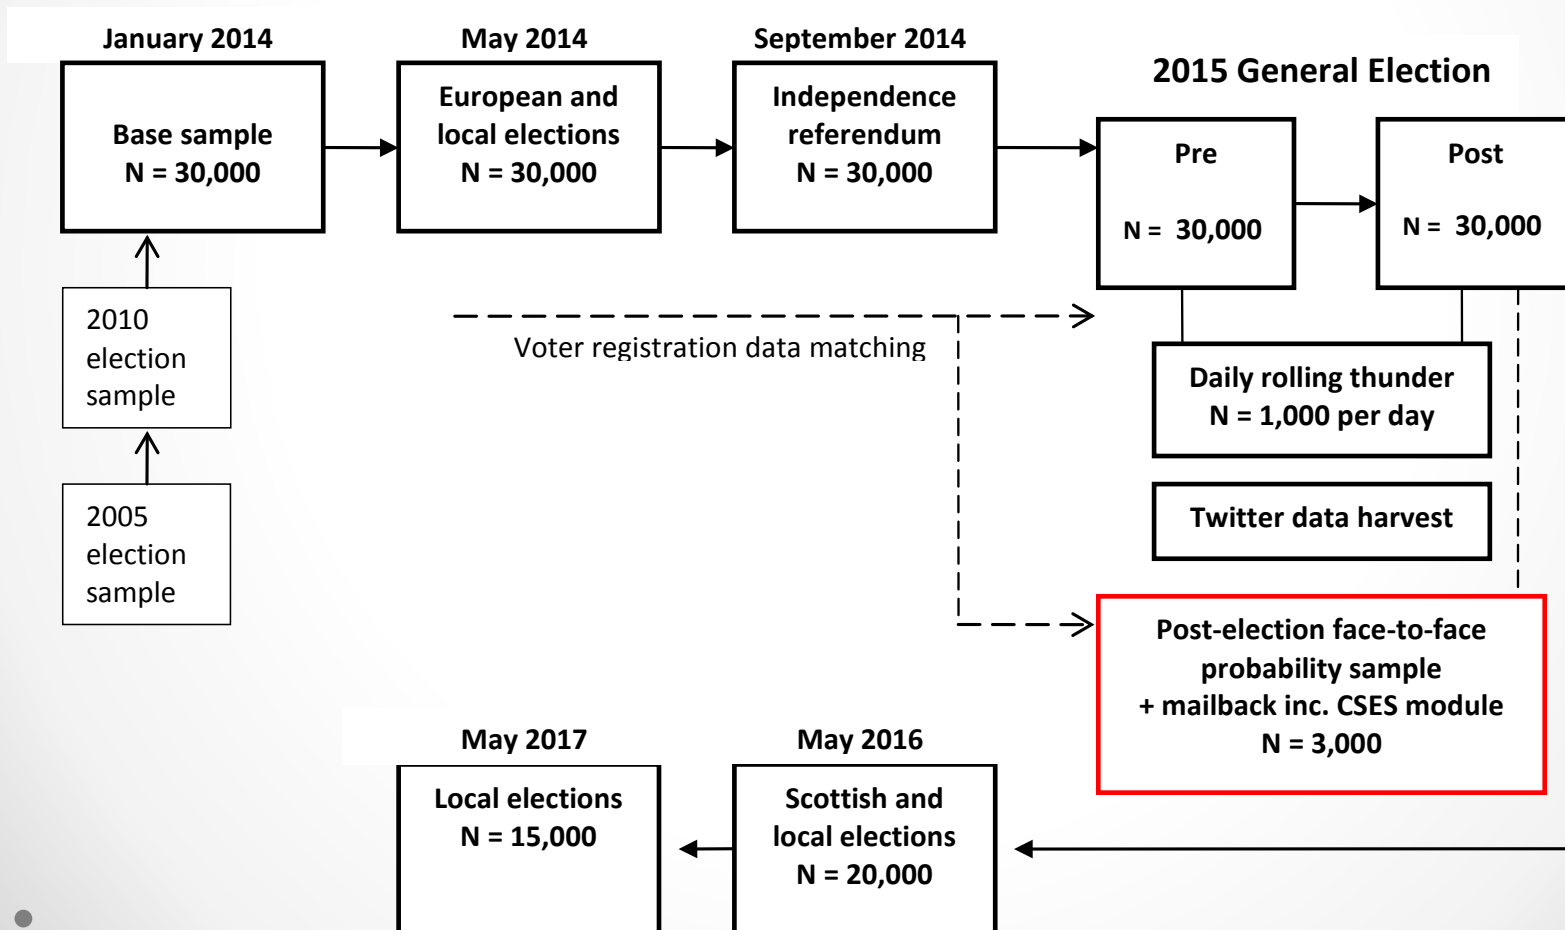 January 2014
Base sample
N = 30,000
May 2014
European and
local elections
N = 30,000
September 2014
Independence
referendum
N = 30,000
2015 General Election
Pre
N = 30,000
Post
N = 30,000
2010
election
sample
2005
election
sample
Voter registration data matching
Daily rolling thunder
N = 1,000 per day
Twitter data harvest
Post-election face-to-face
probability sample
+ mailback inc. CSES module
N = 3,000
May 2017
Local elections
N = 15,000
May 2016
Scottish and
local elections
N = 20,000